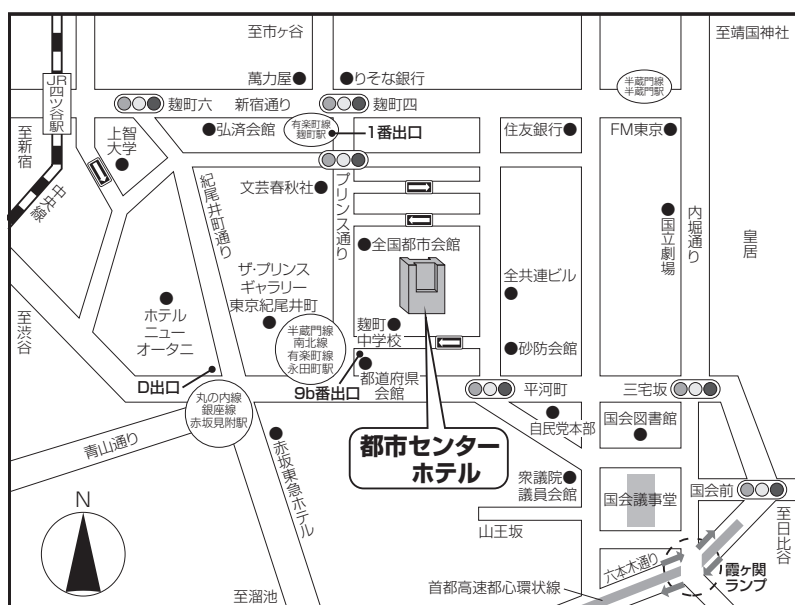 至市ヶ谷
至靖国神社
JR
四ツ谷駅
萬力屋
りそな銀行
半蔵門線
半蔵門駅
麹町六
新宿通り
麹町四
至新宿
上智
大学
弘済会館
有楽町線
麹町駅
1番出口
住友銀行
FM東京
中央線
紀尾井町通り
文芸春秋社
プリンス通り
内堀通り
国立劇場
皇居
全国都市会館
ザ・プリンス
ギャラリー
東京紀尾井町
全共連ビル
至渋谷
ホテル
ニュー
オータニ
半蔵門線
南北線
有楽町線
永田町駅
麹町
中学校
砂防会館
D出口
9b番出口
都道府県
会館
平河町
三宅坂
丸の内線
銀座線
赤坂見附駅
自民党本部
国会図書館
青山通り
赤坂東急ホテル
都市センター
ホテル
衆議院
議員会館
国会議事堂
国会前
N
山王坂
至日比谷
六本木通り
霞ヶ関
ランプ
首都高速都心環状線
至溜池